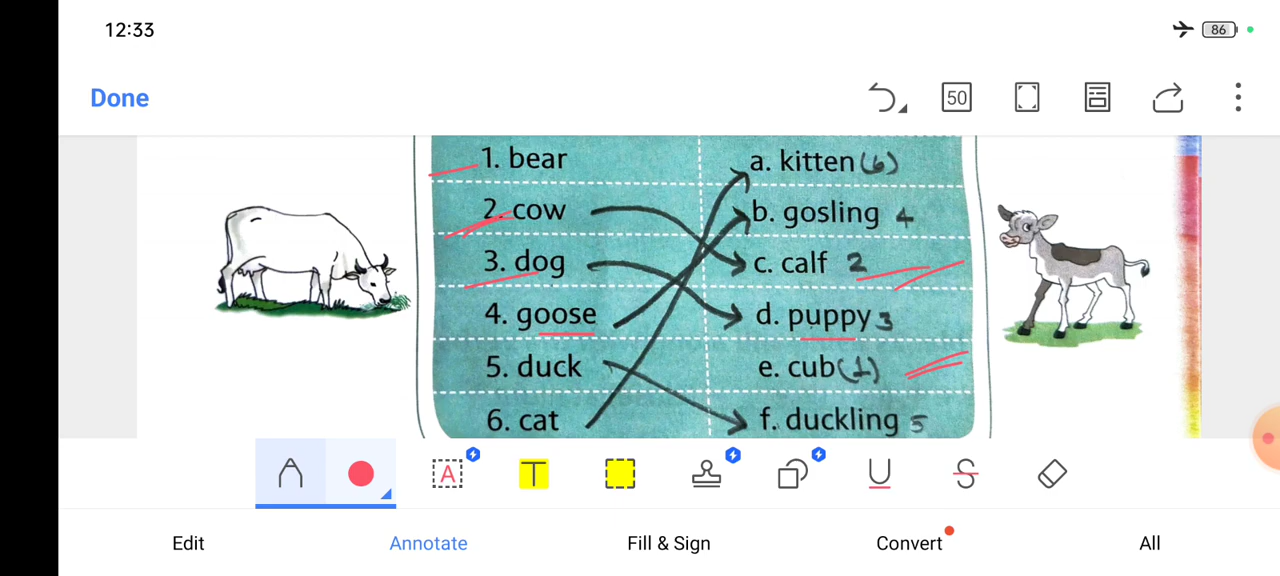 12:33
86
Done
50
1. bear
a. kitten (6)
2. cow
b. gosling 4
3. dog
c. calf 2
4. goose
d. puppy 3
5. duck
e. cub (1)
6. cat
f. duckling 5
A
T
U
S
Edit
Annotate
Fill & Sign
Convert
All